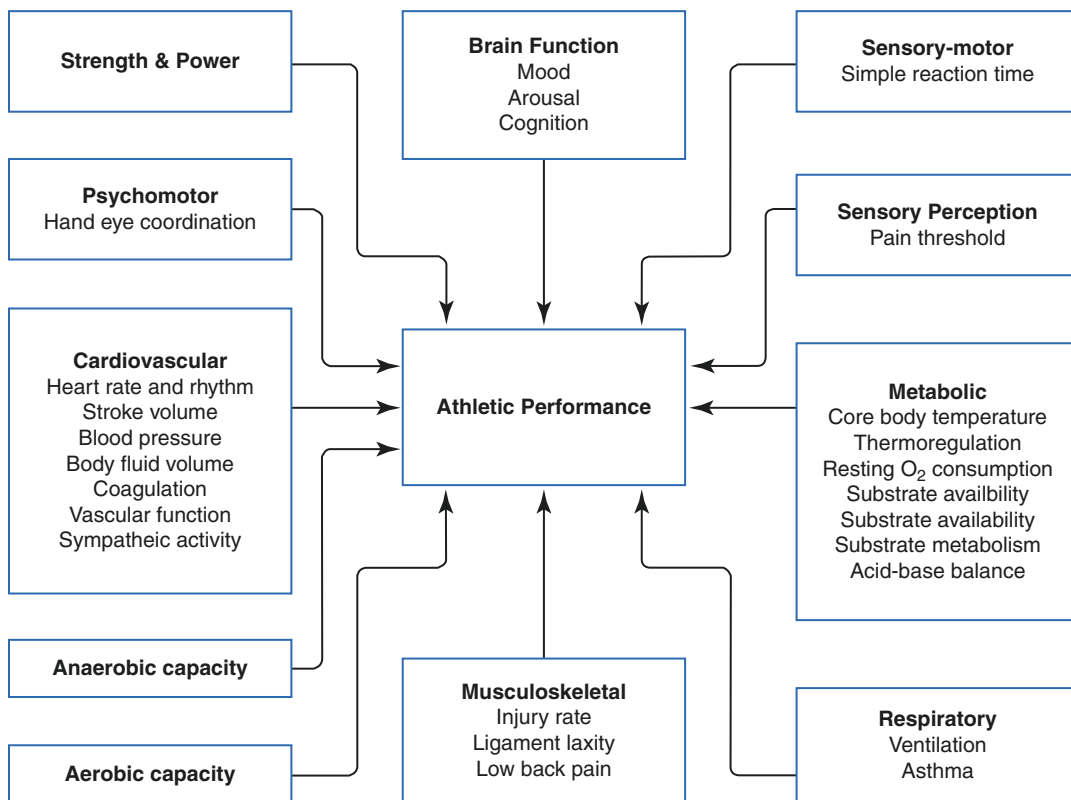 Strength & Power
Brain Function
Mood
Arousal
Cognition
Sensory-motor
Simple reaction time
Psychomotor
Hand eye coordination
Sensory Perception
Pain threshold
Cardiovascular
Heart rate and rhythm
Stroke volume
Blood pressure
Body fluid volume
Coagulation
Vascular function
Sympatheic activity
Athletic Performance
Metabolic
Core body temperature
Thermoregulation
Resting O₂ consumption
Substrate availbility
Substrate availability
Substrate metabolism
Acid-base balance
Anaerobic capacity
Aerobic capacity
Musculoskeletal
Injury rate
Ligament laxity
Low back pain
Respiratory
Ventilation
Asthma